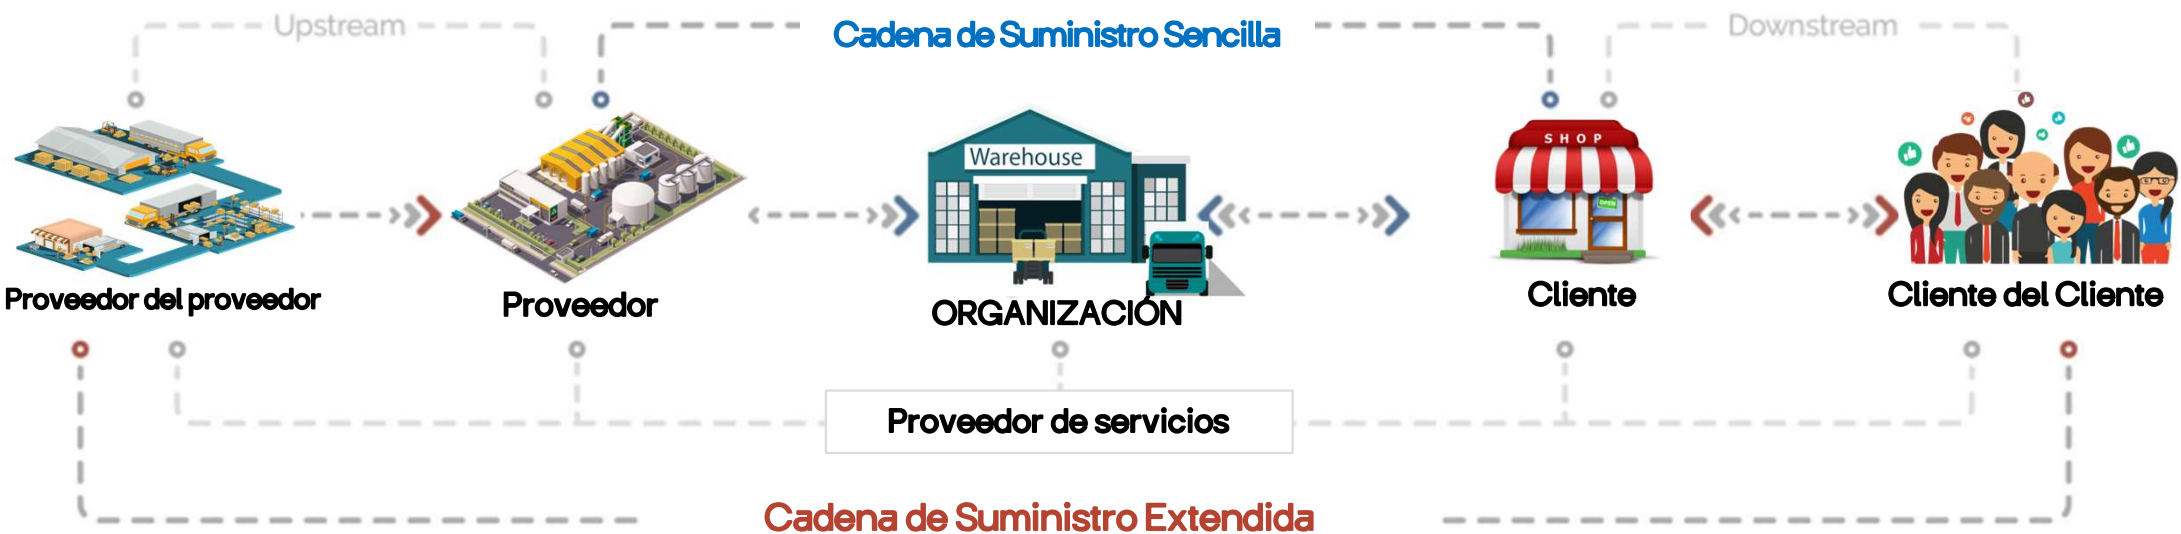 Upstream
Cadena de Suministro Sencilla
Downstream
Warehouse
SHOP
OPEN
Proveedor del proveedor
Proveedor
ORGANIZACIÓN
Cliente
Cliente del Cliente
Proveedor de servicios
Cadena de Suministro Extendida